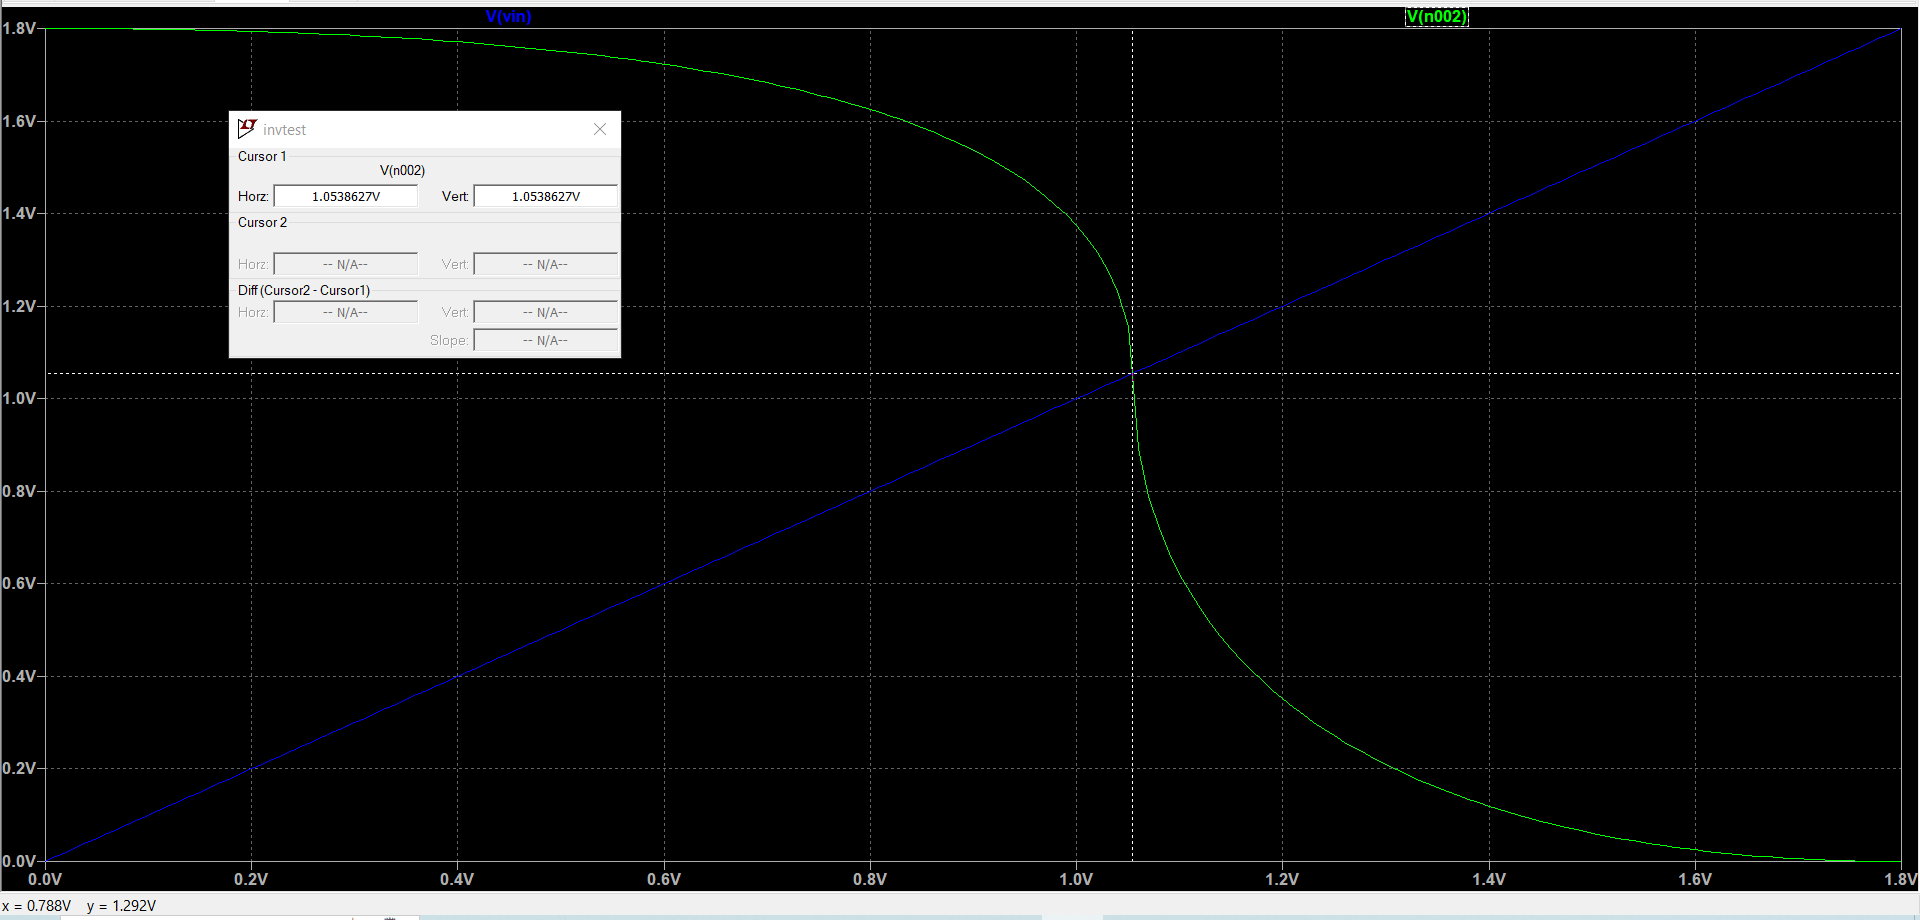 V(vin) V(n002)
1.8V
1.6V
1.4V
1.2V
1.0V
0.8V
0.6V
0.4V
0.2V
0.0V
invtest
Cursor 1
V(n002)
Horz: 1.0538627V Vert: 1.0538627V
Cursor 2
Horz: -- N/A-- Vert: -- N/A--
Diff (Cursor2 - Cursor1)
Horz: -- N/A-- Vert: -- N/A--
Slope: -- N/A--
0.0V 0.2V 0.4V 0.6V 0.8V 1.0V 1.2V 1.4V 1.6V 1.8V
x = 0.788V y = 1.292V